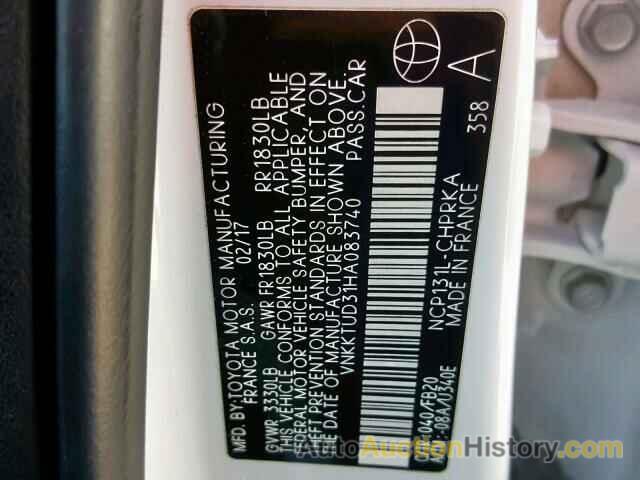 MFD. BY:TOYOTA MOTOR MANUFACTURING
FRANCE S.A.S. 02/17
GVWR 3330LB GAWR FR1830LB RR1830LB
THIS VEHICLE CONFORMS TO ALL APPLICABLE
FEDERAL MOTOR VEHICLE SAFETY BUMPER, AND
THEFT PREVENTION STANDARDS IN EFFECT ON
THE DATE OF MANUFACTURE SHOWN ABOVE.
VNKKTUD31HA083740 PASS.CAR
040/FB20 NCP131L-CHPRKA 358 A
-08A/U340E MADE IN FRANCE
AutoBidMaster.com